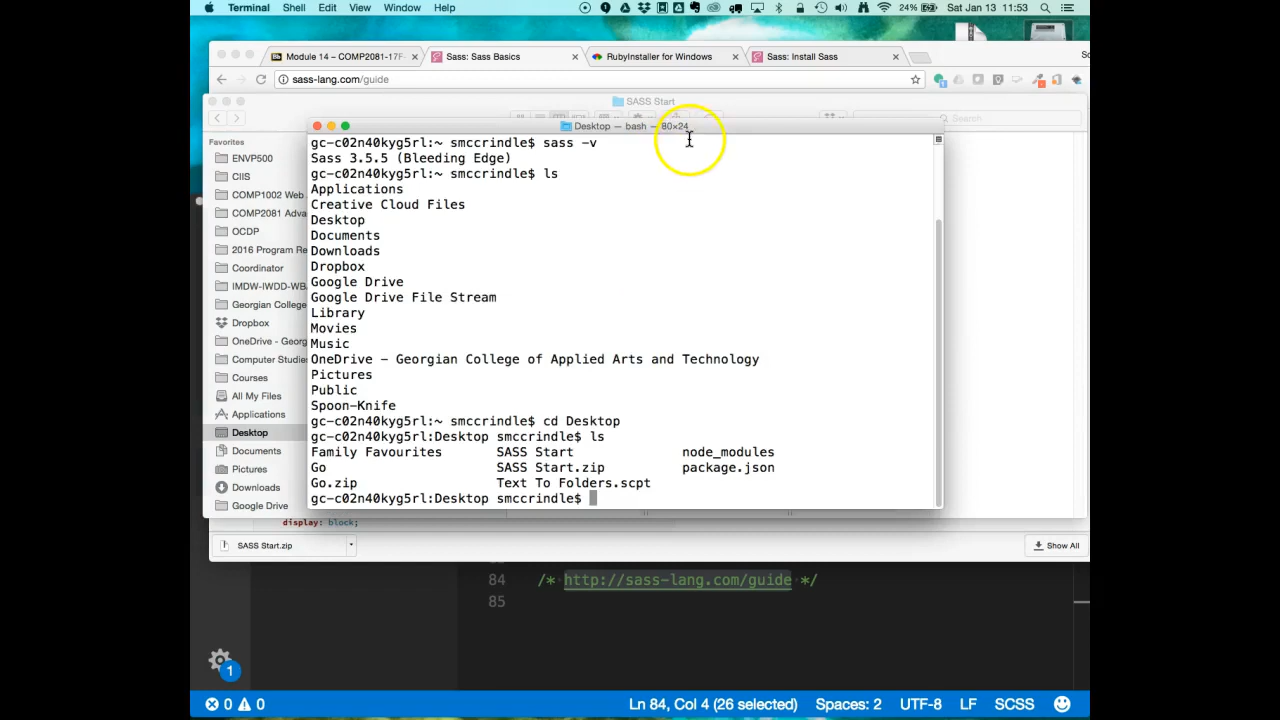 Terminal Shell Edit View Window Help 24% Sat Jan 13 11:53
Module 14 – COMP2081-17F Sass: Sass Basics RubyInstaller for Windows Sass: Install Sass
sass-lang.com/guide
SASS Start
Search
Favorites
ENVP500
CIIS
COMP1002 Web
COMP2081 Adva
OCDP
2016 Program Re
Coordinator
IMDW-IWDD-WB
Georgian College
Dropbox
OneDrive – Georg
Computer Studies
Courses
All My Files
Applications
Desktop
Documents
Pictures
Downloads
Google Drive
Desktop — bash — 80×24
gc-c02n40kyg5rl:~ smccrindle$ sass -v
Sass 3.5.5 (Bleeding Edge)
gc-c02n40kyg5rl:~ smccrindle$ ls
Applications
Creative Cloud Files
Desktop
Documents
Downloads
Dropbox
Google Drive
Google Drive File Stream
Library
Movies
Music
OneDrive - Georgian College of Applied Arts and Technology
Pictures
Public
Spoon-Knife
gc-c02n40kyg5rl:~ smccrindle$ cd Desktop
gc-c02n40kyg5rl:Desktop smccrindle$ ls
Family Favourites SASS Start node_modules
Go SASS Start.zip package.json
Go.zip Text To Folders.scpt
gc-c02n40kyg5rl:Desktop smccrindle$
display: block;
SASS Start.zip Show All
84 /* http://sass-lang.com/guide */
85
1
0 0 Ln 84, Col 4 (26 selected) Spaces: 2 UTF-8 LF SCSS